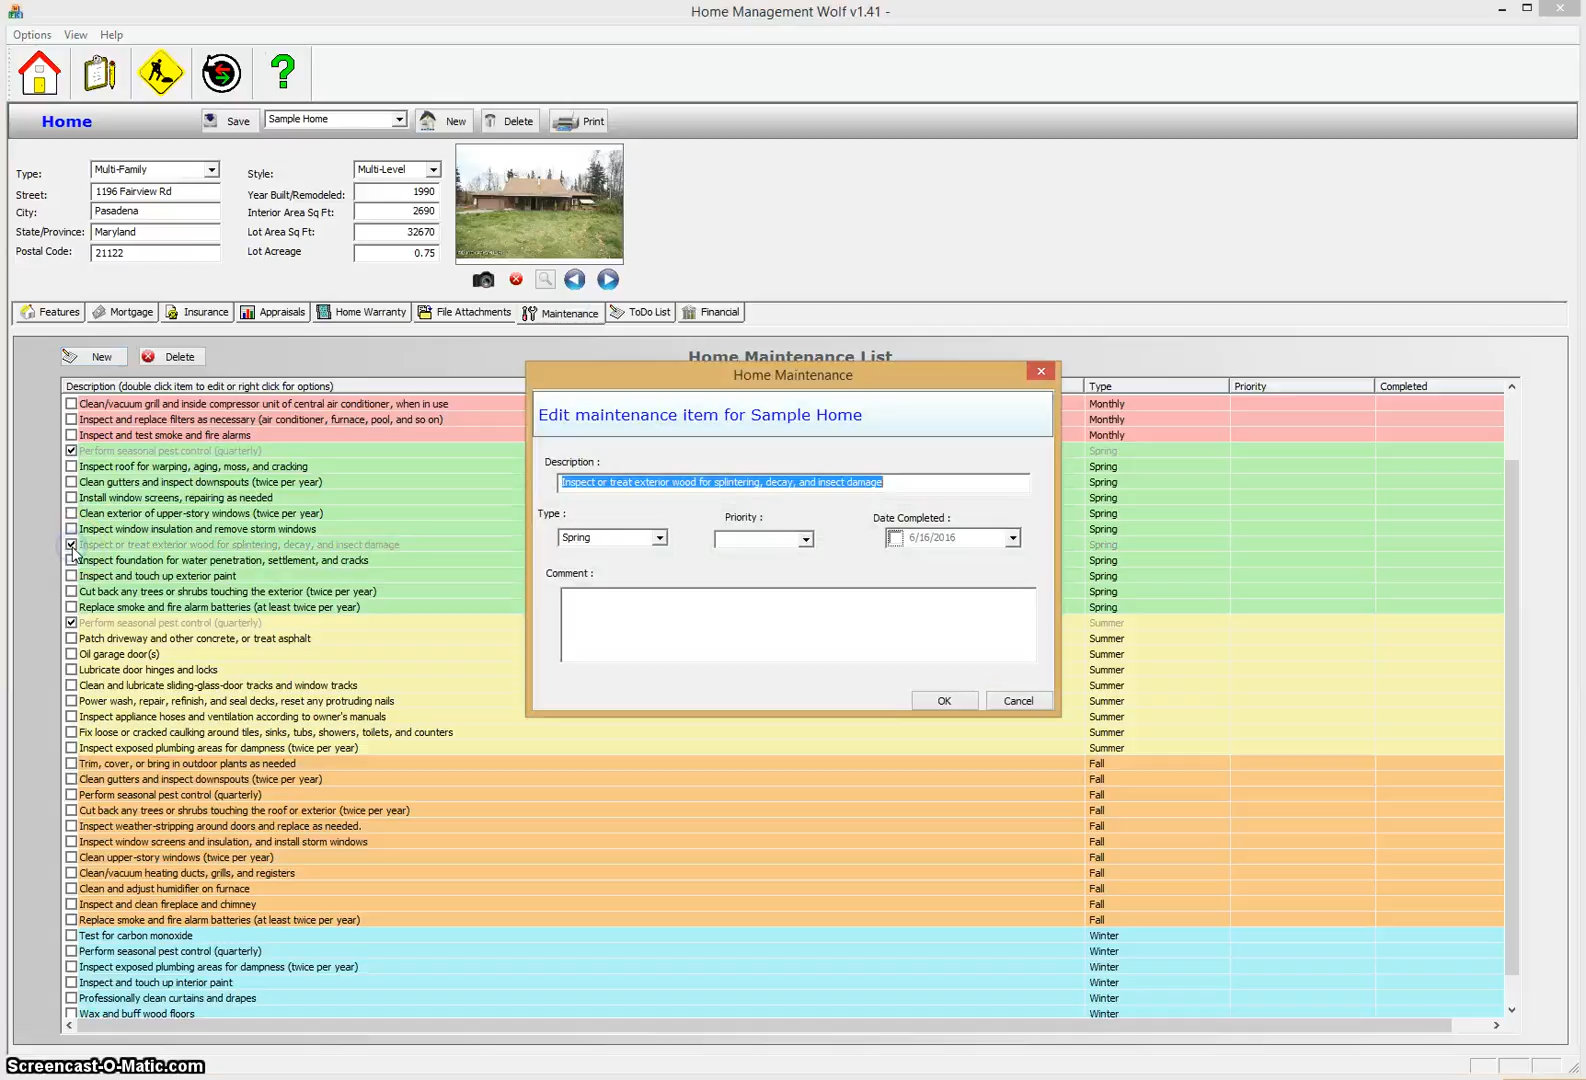 Home Management Wolf v1.41 -
Options View Help
Home Save Sample Home New Delete Print
Type: Multi-Family Style: Multi-Level
Street: 1196 Fairview Rd Year Built/Remodeled: 1990
City: Pasadena Interior Area Sq Ft: 2690
State/Province: Maryland Lot Area Sq Ft: 32670
Postal Code: 21122 Lot Acreage 0.75
Features Mortgage Insurance Appraisals Home Warranty File Attachments Maintenance ToDo List Financial
New Delete Home Maintenance List
Description (double click item to edit or right click for options) Type Priority Completed
Clean/vacuum grill and inside compressor unit of central air conditioner, when in use Monthly
Inspect and replace filters as necessary (air conditioner, furnace, pool, and so on) Monthly
Inspect and test smoke and fire alarms Monthly
Perform seasonal pest control (quarterly) Spring
Inspect roof for warping, aging, moss, and cracking Spring
Clean gutters and inspect downspouts (twice per year) Spring
Install window screens, repairing as needed Spring
Clean exterior of upper-story windows (twice per year) Spring
Inspect window insulation and remove storm windows Spring
Inspect or treat exterior wood for splintering, decay, and insect damage Spring
Inspect foundation for water penetration, settlement, and cracks Spring
Inspect and touch up exterior paint Spring
Cut back any trees or shrubs touching the exterior (twice per year) Spring
Replace smoke and fire alarm batteries (at least twice per year) Spring
Perform seasonal pest control (quarterly) Summer
Patch driveway and other concrete, or treat asphalt Summer
Oil garage door(s) Summer
Lubricate door hinges and locks Summer
Clean and lubricate sliding-glass-door tracks and window tracks Summer
Power wash, repair, refinish, and seal decks, reset any protruding nails Summer
Inspect appliance hoses and ventilation according to owner's manuals Summer
Fix loose or cracked caulking around tiles, sinks, tubs, showers, toilets, and counters Summer
Inspect exposed plumbing areas for dampness (twice per year) Summer
Trim, cover, or bring in outdoor plants as needed Fall
Clean gutters and inspect downspouts (twice per year) Fall
Perform seasonal pest control (quarterly) Fall
Cut back any trees or shrubs touching the roof or exterior (twice per year) Fall
Inspect weather-stripping around doors and replace as needed. Fall
Inspect window screens and insulation, and install storm windows Fall
Clean upper-story windows (twice per year) Fall
Clean/vacuum heating ducts, grills, and registers Fall
Clean and adjust humidifier on furnace Fall
Inspect and clean fireplace and chimney Fall
Replace smoke and fire alarm batteries (at least twice per year) Fall
Test for carbon monoxide Winter
Perform seasonal pest control (quarterly) Winter
Inspect exposed plumbing areas for dampness (twice per year) Winter
Inspect and touch up interior paint Winter
Professionally clean curtains and drapes Winter
Wax and buff wood floors Winter
Home Maintenance
Edit maintenance item for Sample Home
Description :
Inspect or treat exterior wood for splintering, decay, and insect damage
Type : Priority : Date Completed :
Spring 6/16/2016
Comment :
OK Cancel
Screencast-O-Matic.com